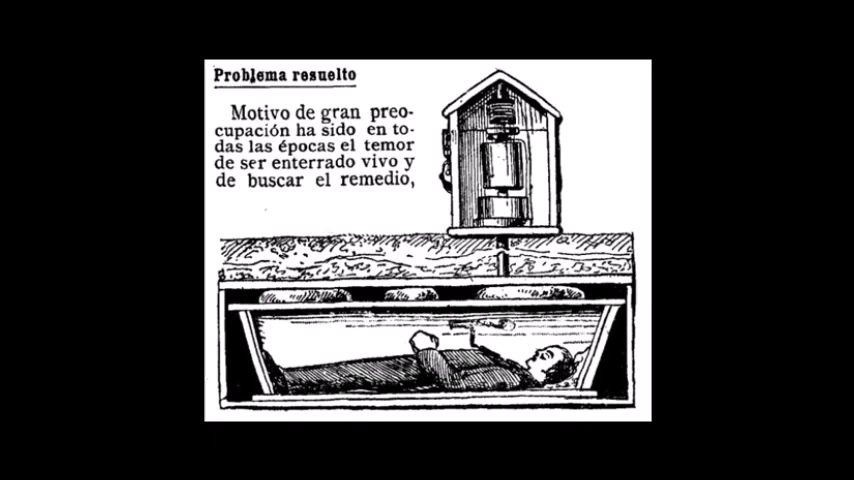 Problema resuelto
Motivo de gran preo-
cupación ha sido en to-
das las épocas el temor
de ser enterrado vivo y
de buscar el remedio,